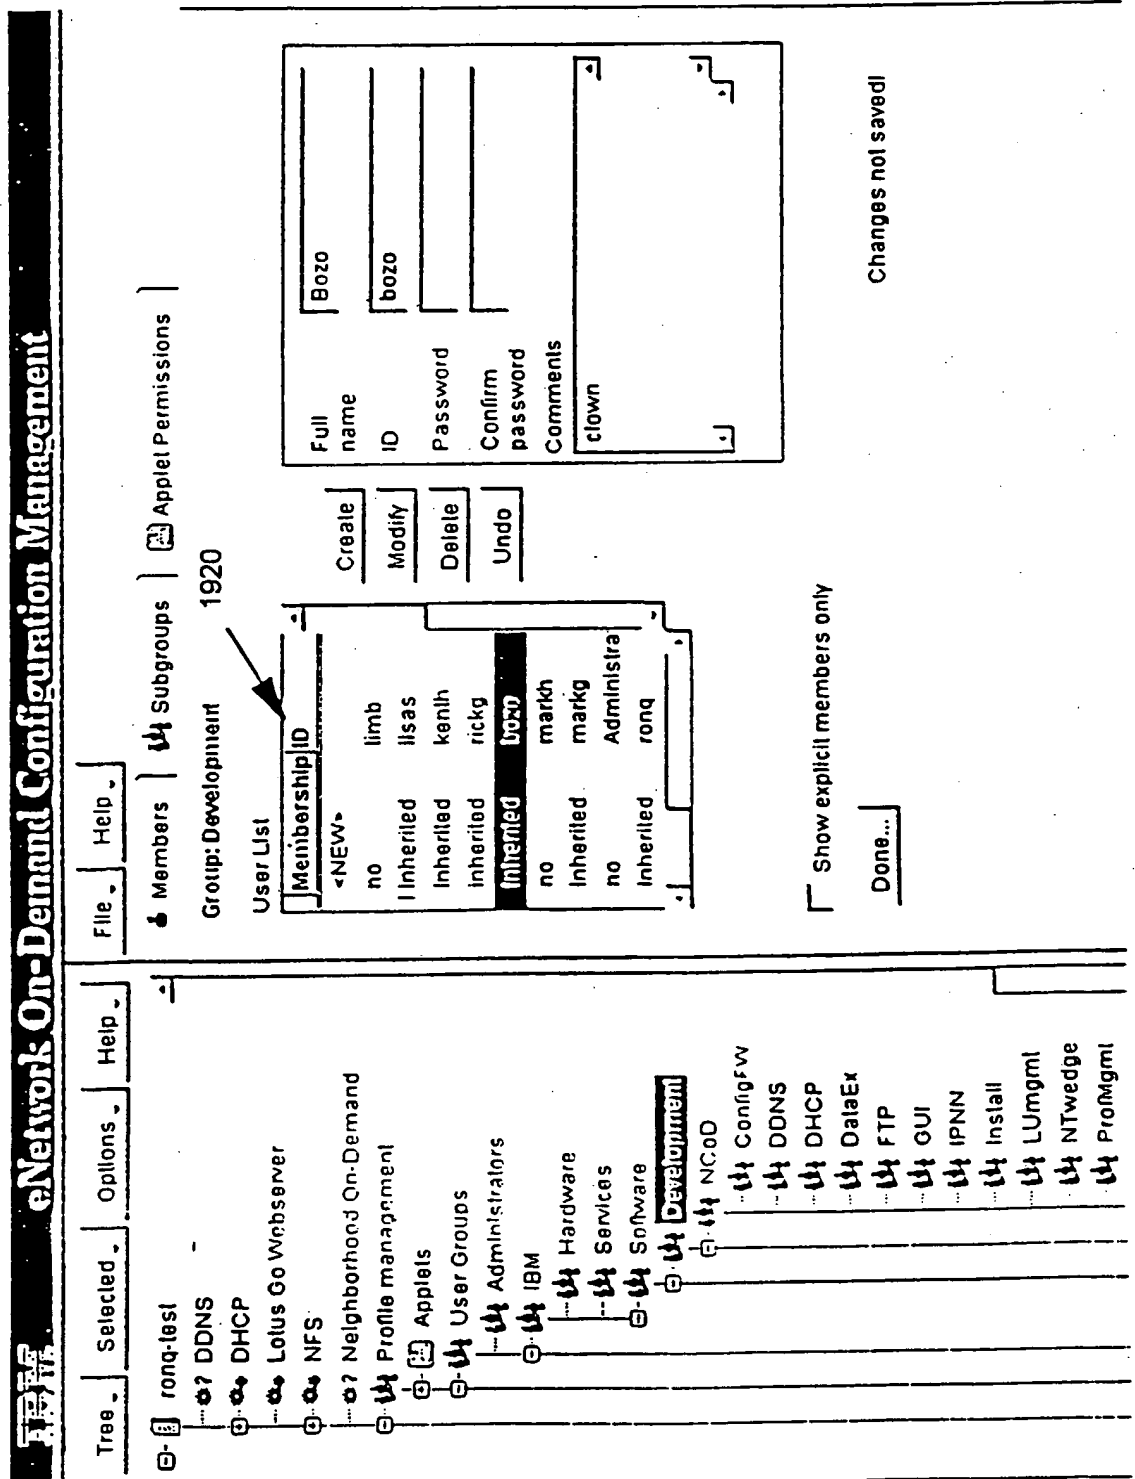 IBM eNetwork On-Demand Configuration Management
Tree Selected Options Help
ronq-test
? DDNS
DHCP
Lotus Go Webserver
NFS
? Neighborhood On-Demand
Profile management
Applets
User Groups
Administrators
IBM
Hardware
Services
Software
Development
NCoD
ConfigFW
DDNS
DHCP
DataEx
FTP
GUI
IPNN
Install
LUmgmt
NTwedge
ProfMgmt
File Help
Members Subgroups Applet Permissions
Group: Development
1920
User List
Membership ID
<NEW>
no limb
Inherited lisas
Inherited kenlh
inherited rickg
Inherited bozo
no markh
Inherited markg
no Administra
Inherited ronq
Show explicit members only
Done...
Create
Modify
Delete
Undo
Full name Bozo
ID bozo
Password
Confirm password
Comments
clown
Changes not saved!